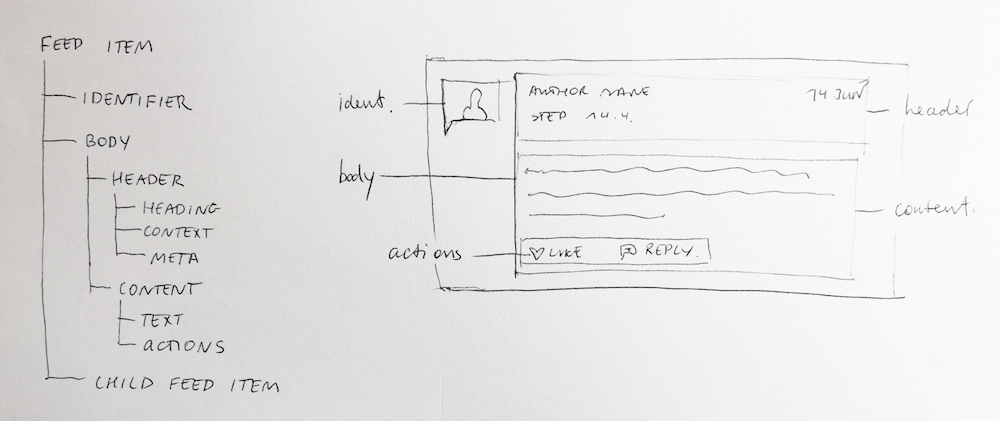 FEED ITEM
IDENTIFIER
BODY
HEADER
HEADING
CONTEXT
META
CONTENT
TEXT
ACTIONS
CHILD FEED ITEM
ident.
AUTHOR NAME
14 JUN
STEP 14.4.
header
body
content.
actions
LIKE
REPLY.